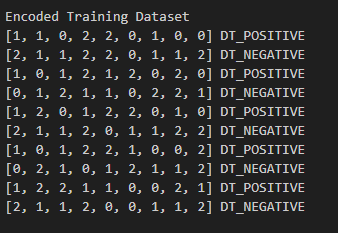 Encoded Training Dataset
[1, 1, 0, 2, 2, 0, 1, 0, 0] DT_POSITIVE
[2, 1, 1, 2, 2, 0, 1, 1, 2] DT_NEGATIVE
[1, 0, 1, 2, 1, 2, 0, 2, 0] DT_POSITIVE
[0, 1, 2, 1, 1, 0, 2, 2, 1] DT_NEGATIVE
[1, 2, 0, 1, 2, 2, 0, 1, 0] DT_POSITIVE
[2, 1, 1, 2, 0, 1, 1, 2, 2] DT_NEGATIVE
[1, 0, 1, 2, 2, 1, 0, 0, 2] DT_POSITIVE
[0, 2, 1, 0, 1, 2, 1, 1, 2] DT_NEGATIVE
[1, 2, 2, 1, 1, 0, 0, 2, 1] DT_POSITIVE
[2, 1, 1, 2, 0, 0, 1, 1, 2] DT_NEGATIVE